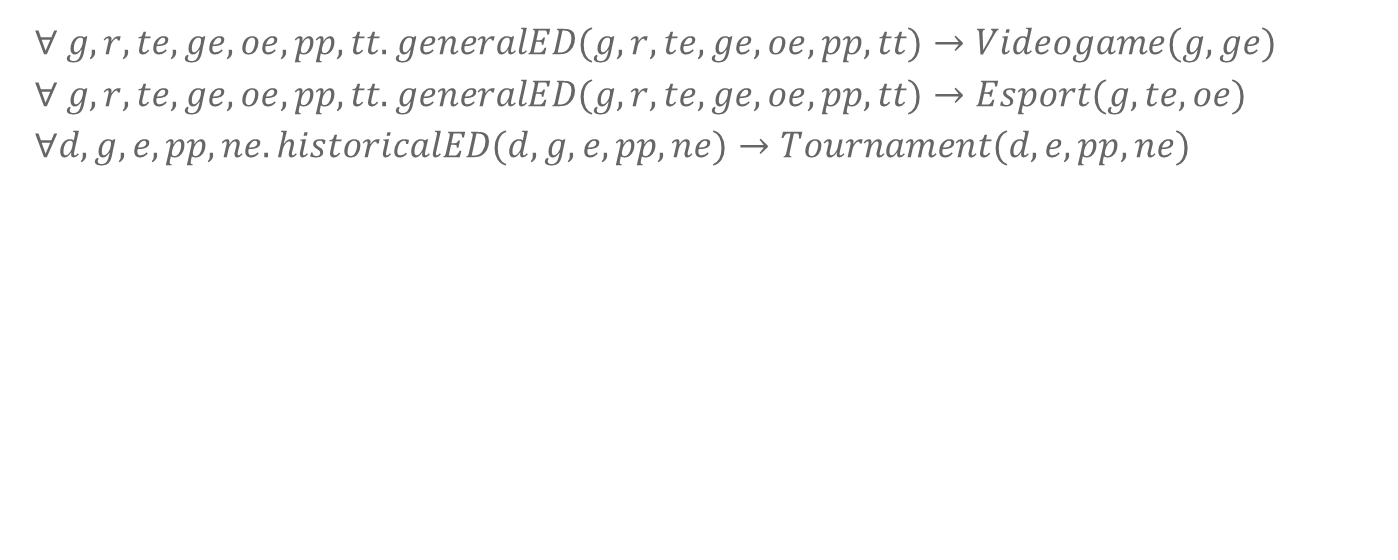 ∀ g, r, te, ge, oe, pp, tt. generalED(g, r, te, ge, oe, pp, tt) → Videogame(g, ge)
∀ g, r, te, ge, oe, pp, tt. generalED(g, r, te, ge, oe, pp, tt) → Esport(g, te, oe)
∀d, g, e, pp, ne. historicalED(d, g, e, pp, ne) → Tournament(d, e, pp, ne)